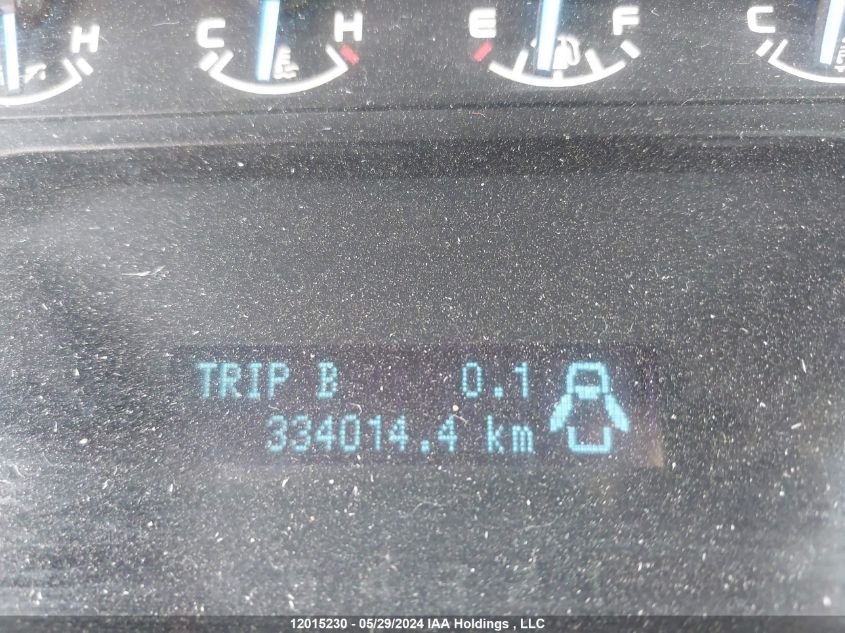 H C H E F C
TRIP B 0.1
334014.4 km
12015230 - 05/29/2024 IAA Holdings , LLC